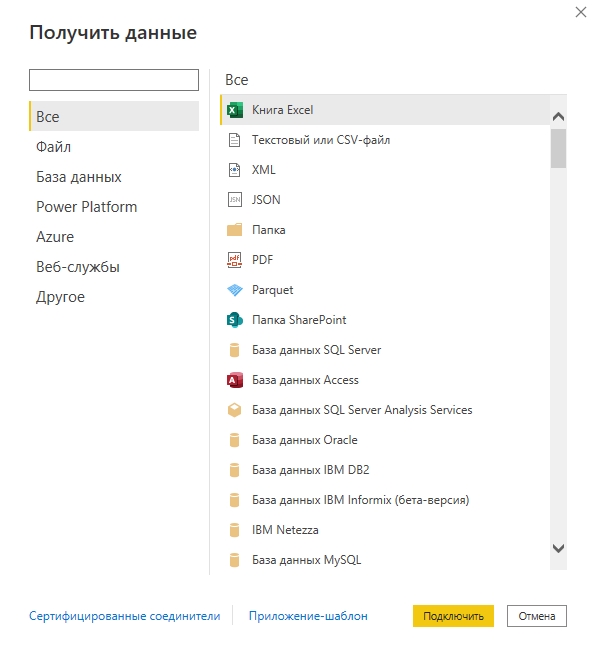 Получить данные
Все
Файл
База данных
Power Platform
Azure
Веб-службы
Другое
Все
Книга Excel
Текстовый или CSV-файл
XML
JSON
Папка
PDF
Parquet
Папка SharePoint
База данных SQL Server
База данных Access
База данных SQL Server Analysis Services
База данных Oracle
База данных IBM DB2
База данных IBM Informix (бета-версия)
IBM Netezza
База данных MySQL
Сертифицированные соединители
Приложение-шаблон
Подключить
Отмена